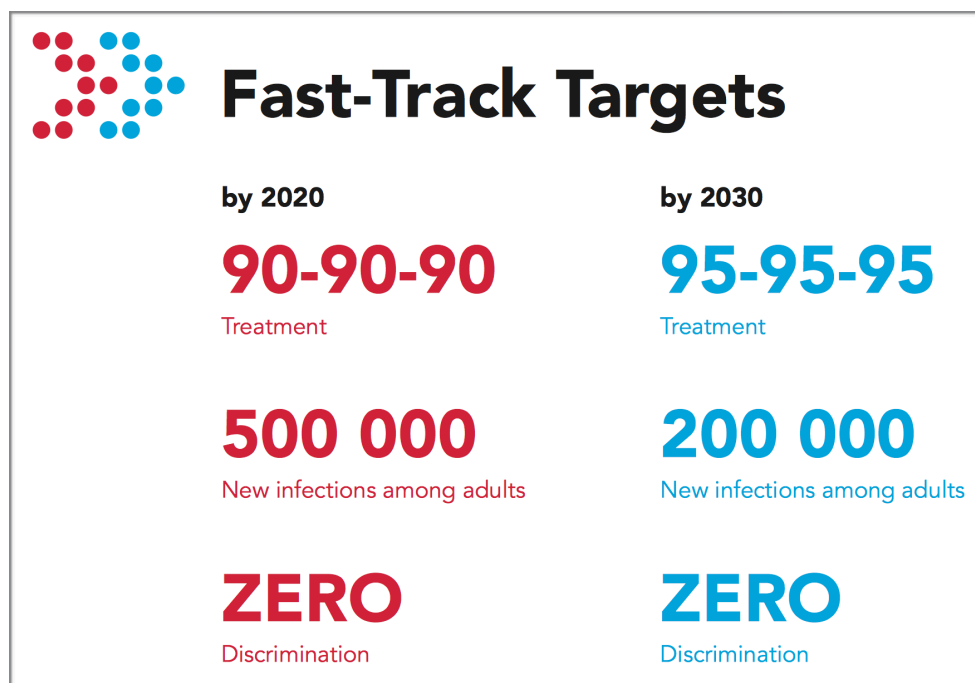 Fast-Track Targets
by 2020
90-90-90
Treatment
500 000
New infections among adults
ZERO
Discrimination
by 2030
95-95-95
Treatment
200 000
New infections among adults
ZERO
Discrimination